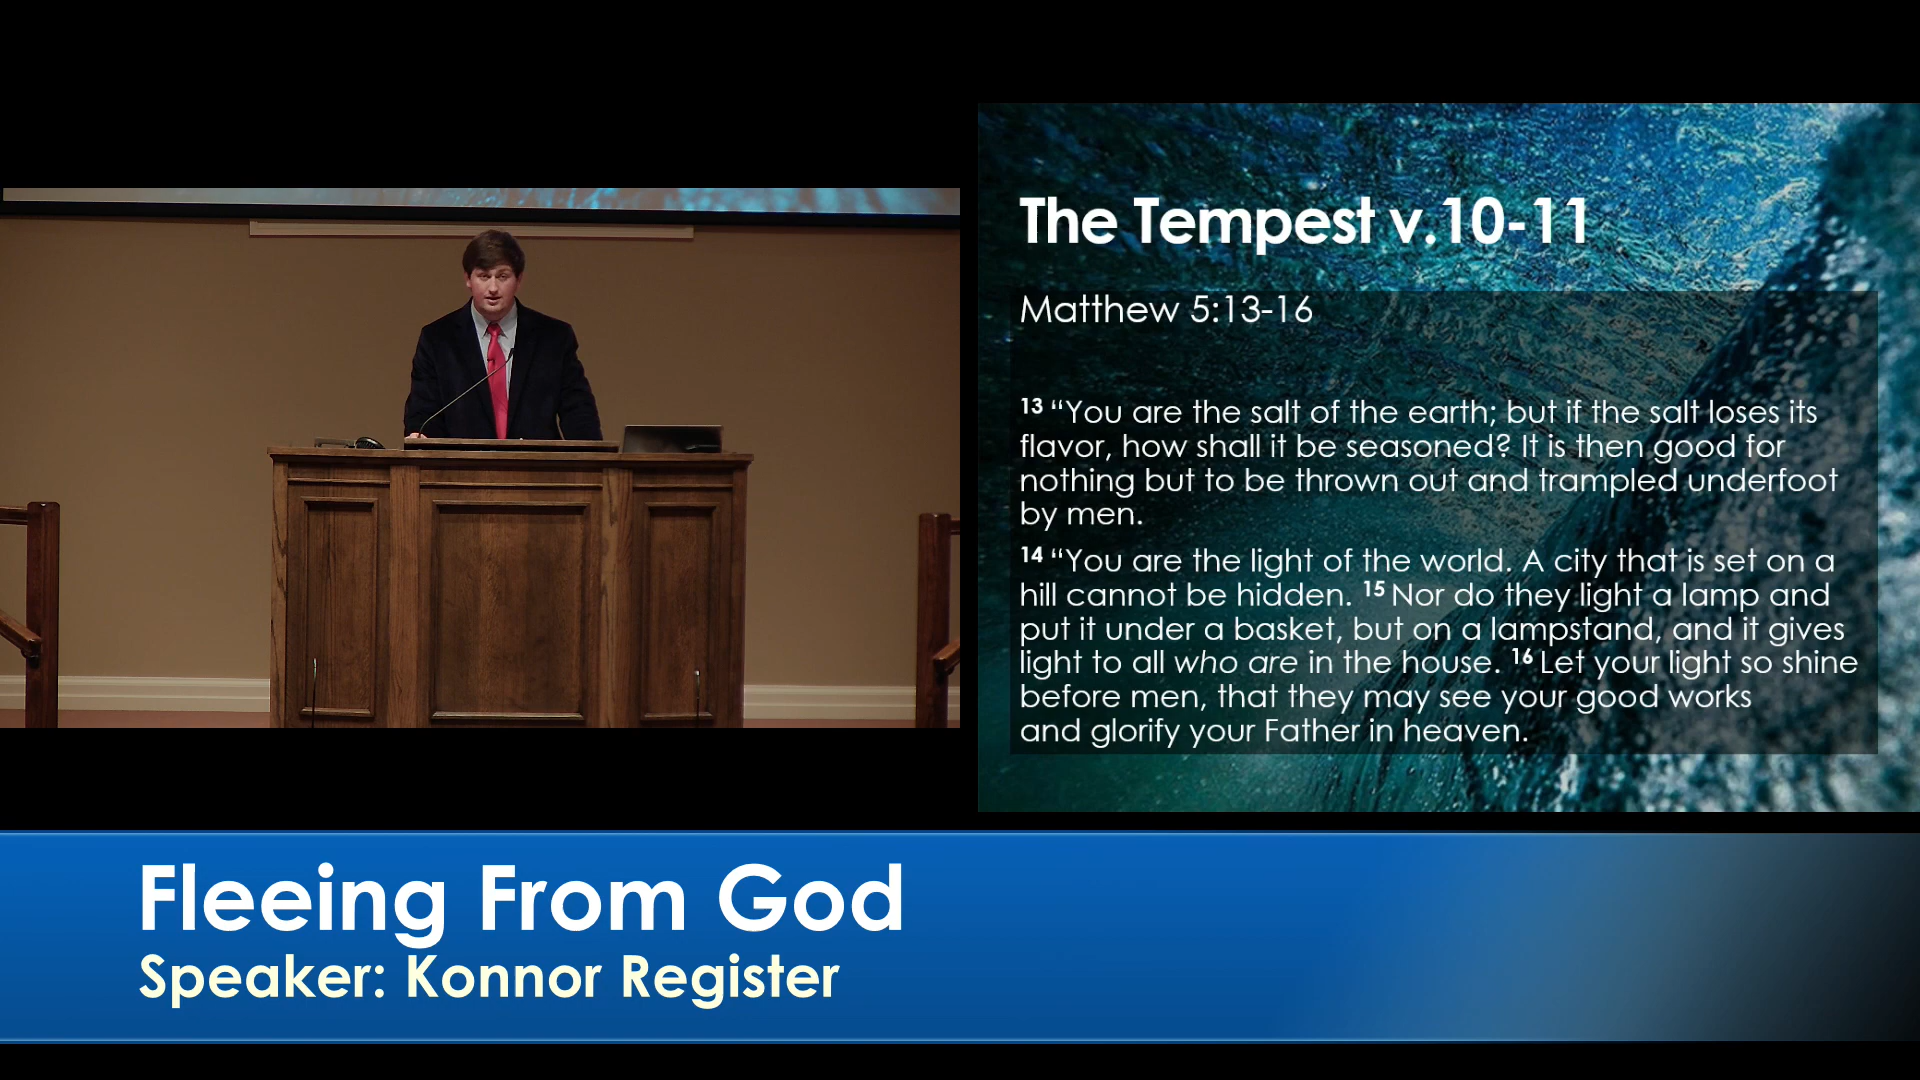 The Tempest v.10-11
Matthew 5:13-16
13 “You are the salt of the earth; but if the salt loses its
flavor, how shall it be seasoned? It is then good for
nothing but to be thrown out and trampled underfoot
by men.
14 “You are the light of the world. A city that is set on a
hill cannot be hidden. 15 Nor do they light a lamp and
put it under a basket, but on a lampstand, and it gives
light to all who are in the house. 16 Let your light so shine
before men, that they may see your good works
and glorify your Father in heaven.
Fleeing From God
Speaker: Konnor Register